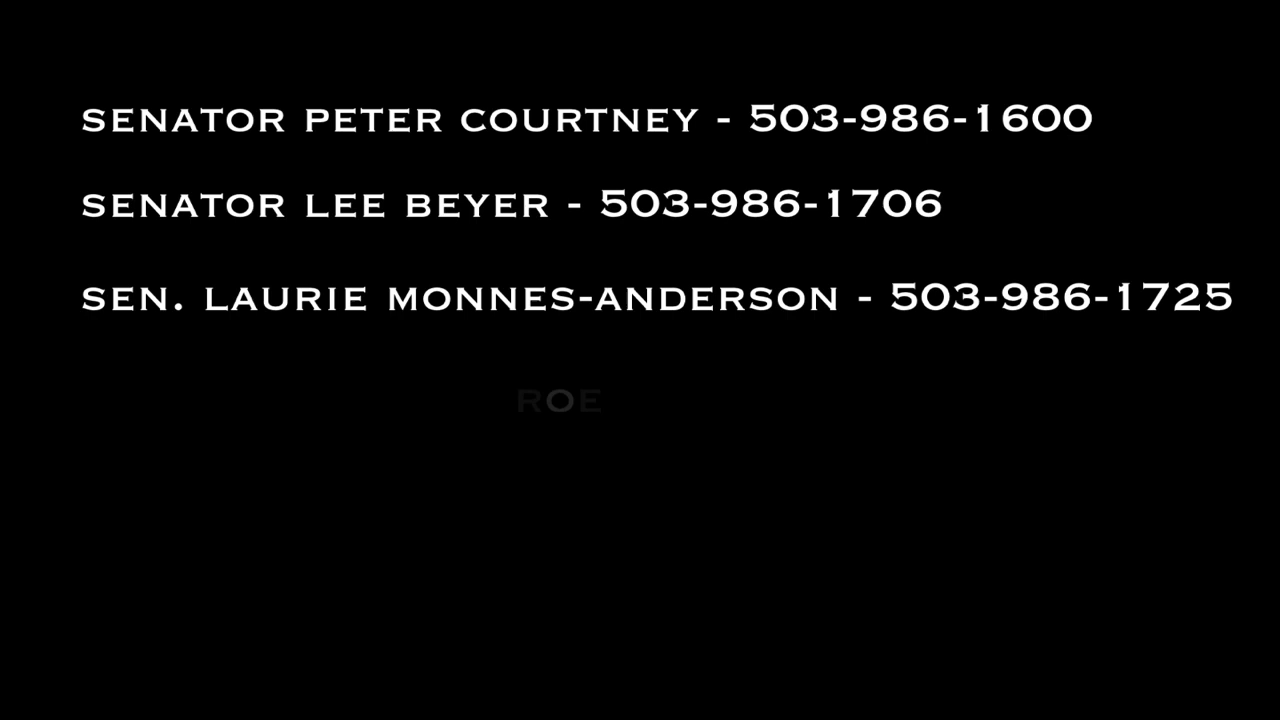 SENATOR PETER COURTNEY - 503-986-1600
SENATOR LEE BEYER - 503-986-1706
SEN. LAURIE MONNES-ANDERSON - 503-986-1725
ROE